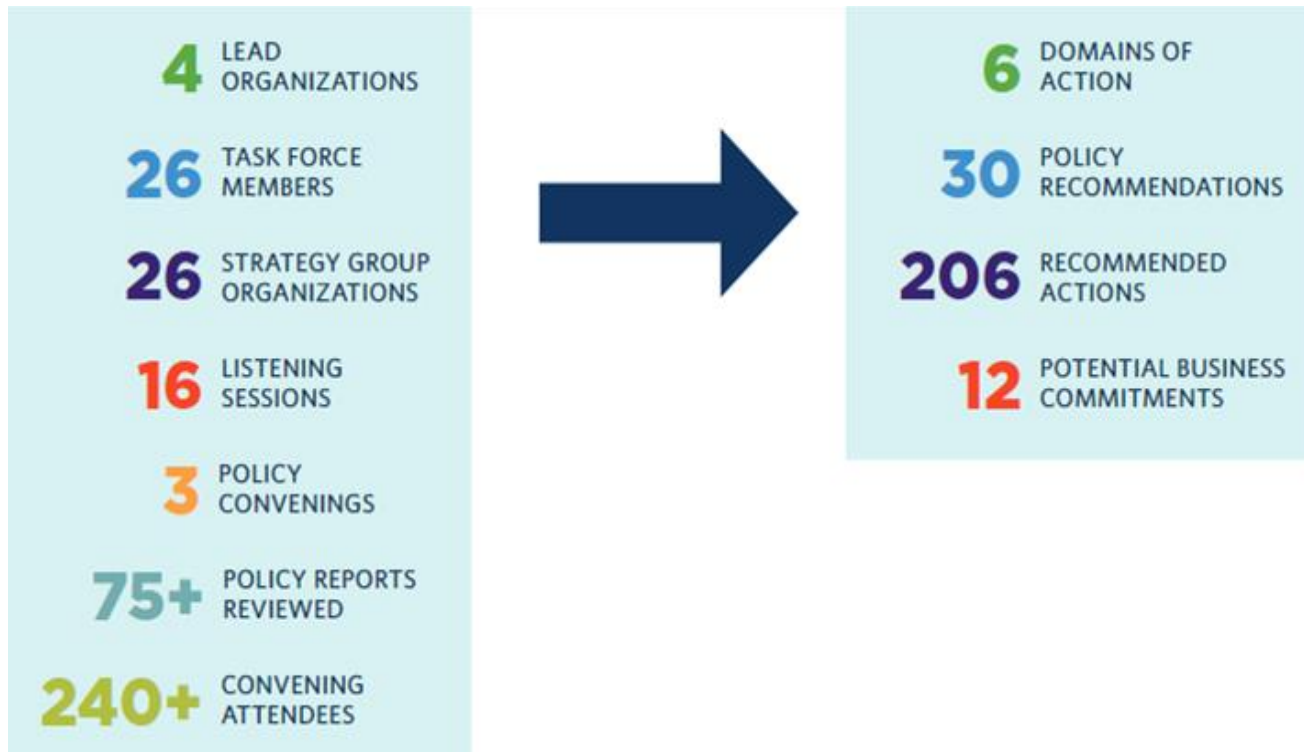 4 LEAD
ORGANIZATIONS
26 TASK FORCE
MEMBERS
26 STRATEGY GROUP
ORGANIZATIONS
16 LISTENING
SESSIONS
3 POLICY
CONVENINGS
75+ POLICY REPORTS
REVIEWED
240+ CONVENING
ATTENDEES
6 DOMAINS OF
ACTION
30 POLICY
RECOMMENDATIONS
206 RECOMMENDED
ACTIONS
12 POTENTIAL BUSINESS
COMMITMENTS